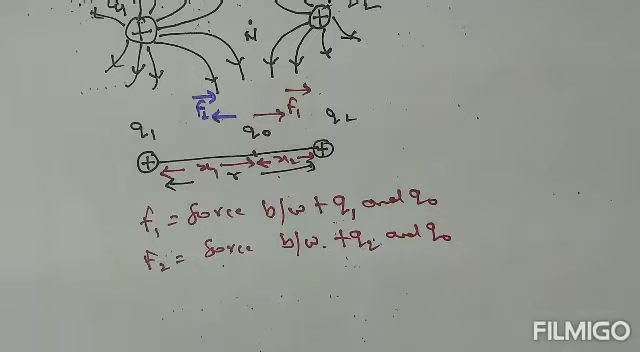 q₁
q₂
N
F₂
F₁
q₁
q₀
q₂
+
x₁
x₂
+
r
f₁ = force b/w +q₁ and q₀
F₂ = force b/w. +q₂ and q₀
FILMIGO